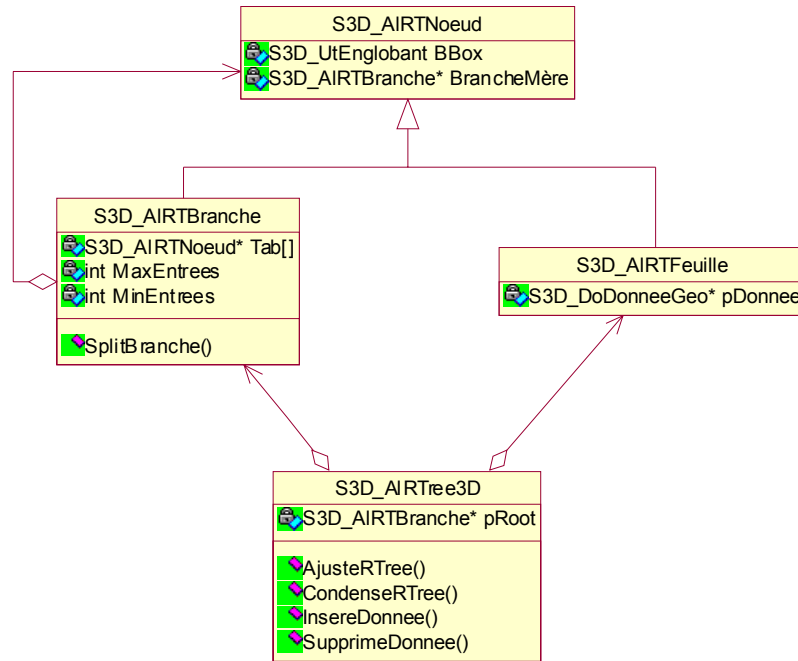 S3D_AIRTNoeud
S3D_UtEnglobant BBox
S3D_AIRTBranche* BrancheMère
S3D_AIRTBranche
S3D_AIRTNoeud* Tab[]
int MaxEntrees
int MinEntrees
SplitBranche()
S3D_AIRTFeuille
S3D_DoDonneeGeo* pDonnee
S3D_AIRTree3D
S3D_AIRTBranche* pRoot
AjusteRTree()
CondenseRTree()
InsereDonnee()
SupprimeDonnee()